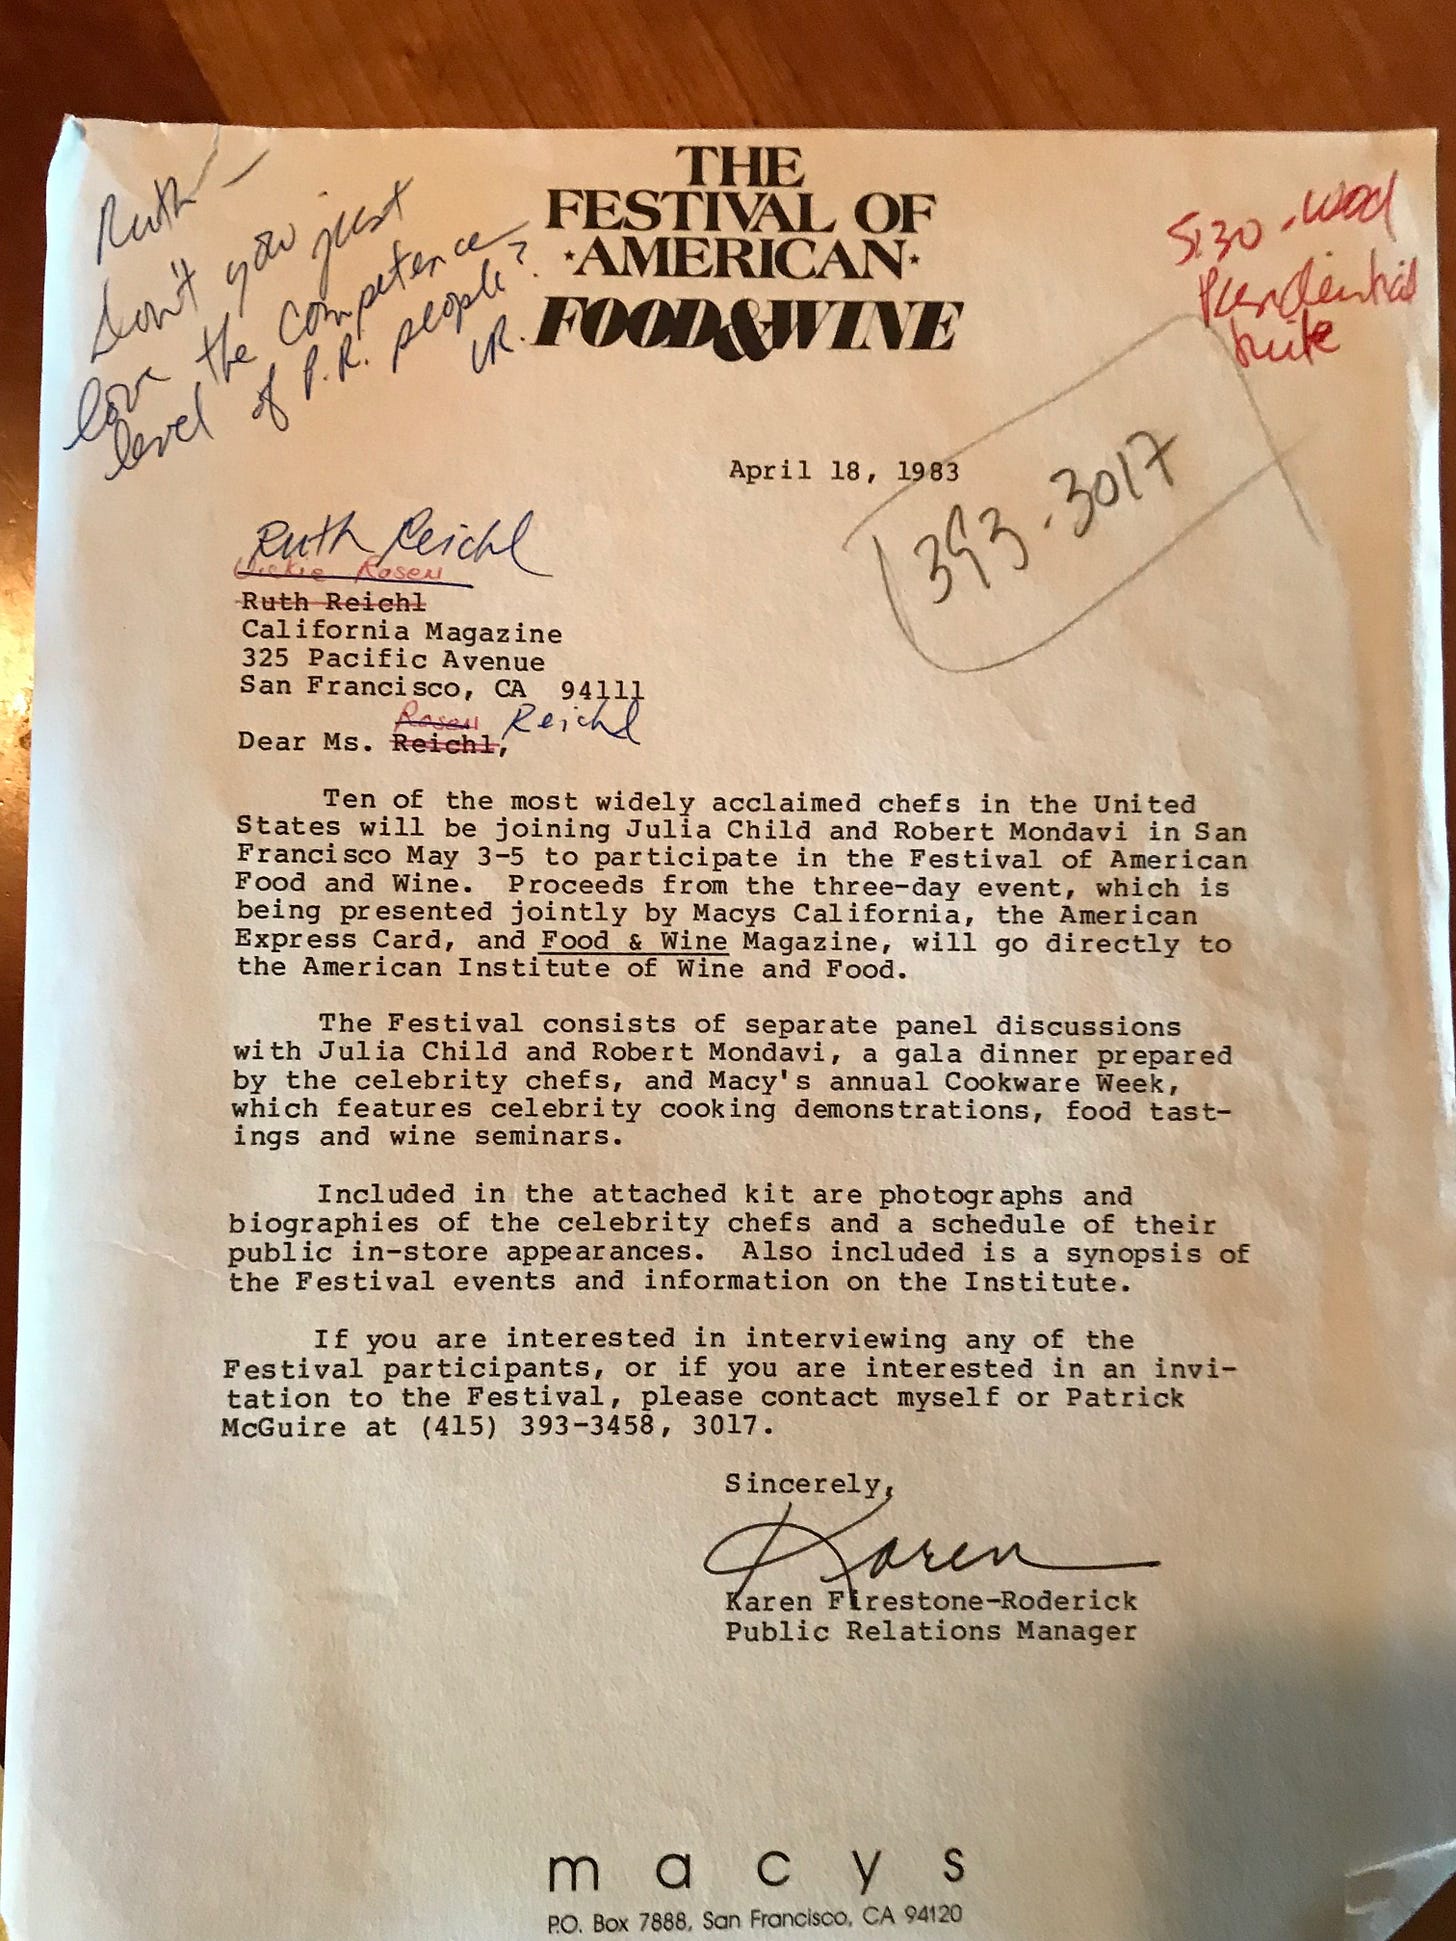 Ruth –
Don't you just
love the competence
level of P.R. people?
VR.
THE
FESTIVAL OF
·AMERICAN·
FOOD&WINE
5:30 - Wed
Presidential
Suite
April 18, 1983
393-3017
Ruth Reichl
Vickie Rosen
Ruth Reichl
California Magazine
325 Pacific Avenue
San Francisco, CA  94111
Rosen Reichl
Dear Ms. Reichl,
Ten of the most widely acclaimed chefs in the United
States will be joining Julia Child and Robert Mondavi in San
Francisco May 3-5 to participate in the Festival of American
Food and Wine.  Proceeds from the three-day event, which is
being presented jointly by Macys California, the American
Express Card, and Food & Wine Magazine, will go directly to
the American Institute of Wine and Food.
The Festival consists of separate panel discussions
with Julia Child and Robert Mondavi, a gala dinner prepared
by the celebrity chefs, and Macy's annual Cookware Week,
which features celebrity cooking demonstrations, food tast-
ings and wine seminars.
Included in the attached kit are photographs and
biographies of the celebrity chefs and a schedule of their
public in-store appearances.  Also included is a synopsis of
the Festival events and information on the Institute.
If you are interested in interviewing any of the
Festival participants, or if you are interested in an invi-
tation to the Festival, please contact myself or Patrick
McGuire at (415) 393-3458, 3017.
Sincerely,
Karen
Karen Firestone-Roderick
Public Relations Manager
macys
P.O. Box 7888, San Francisco, CA 94120